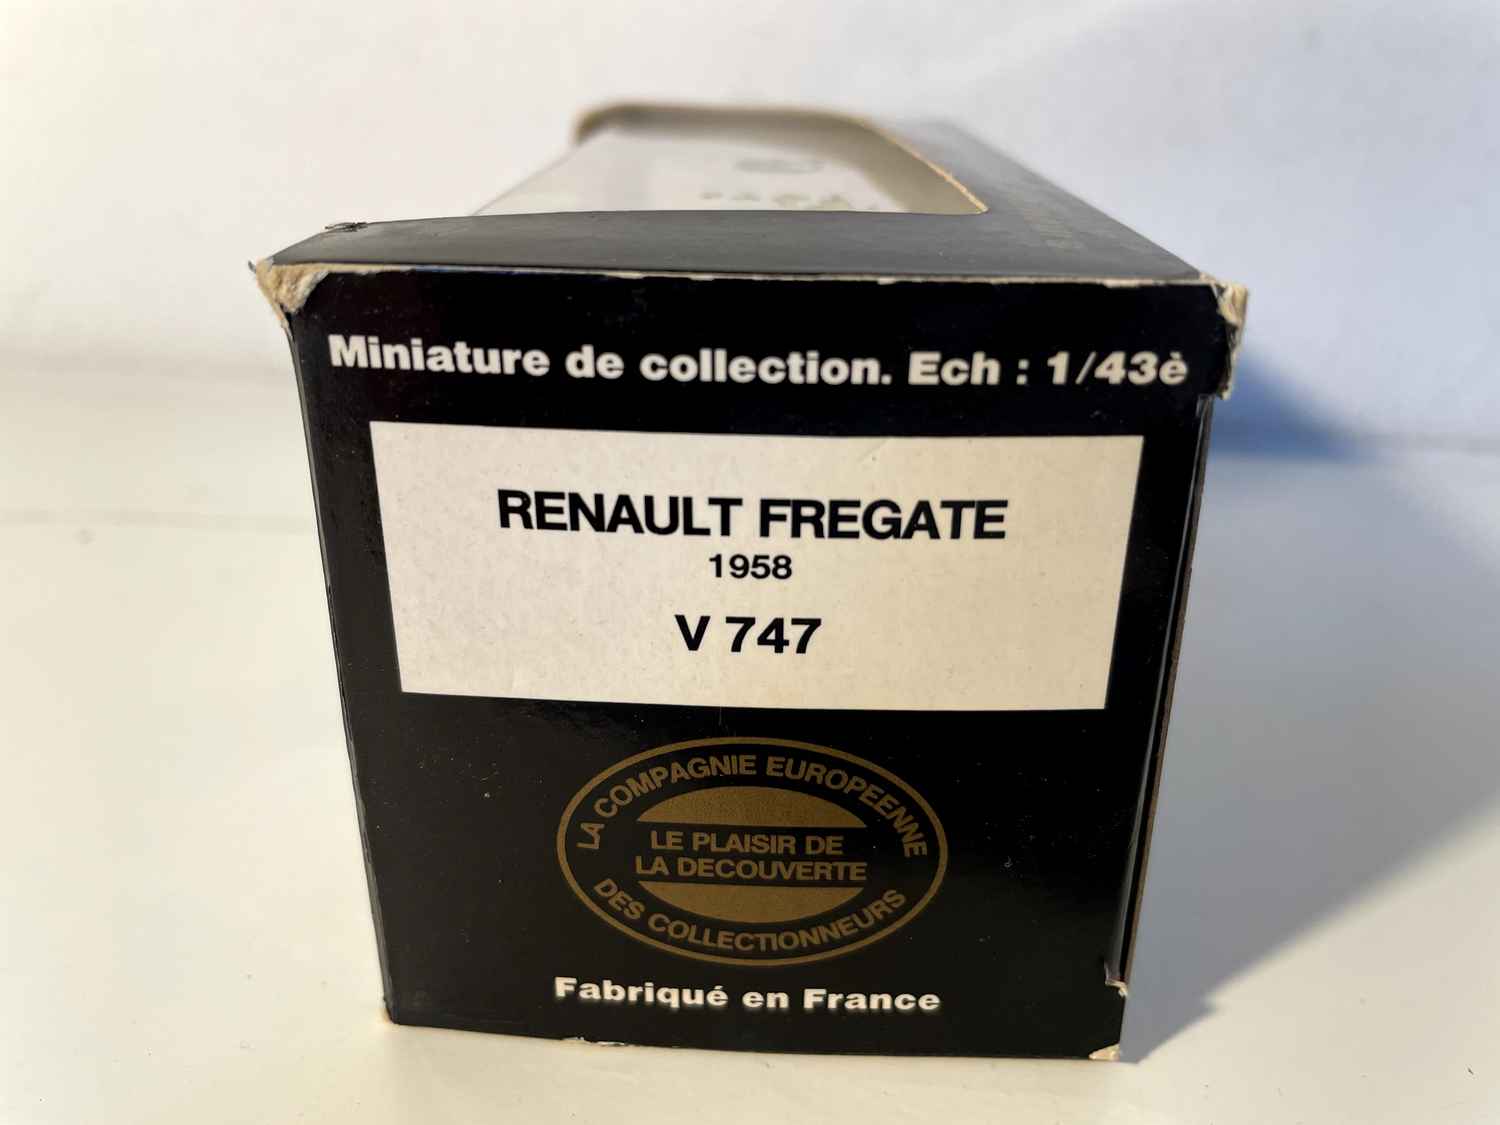 Miniature de collection. Ech : 1/43è
RENAULT FREGATE
1958
V 747
LA COMPAGNIE EUROPEENNE
LE PLAISIR DE
LA DECOUVERTE
DES COLLECTIONNEURS
Fabriqué en France